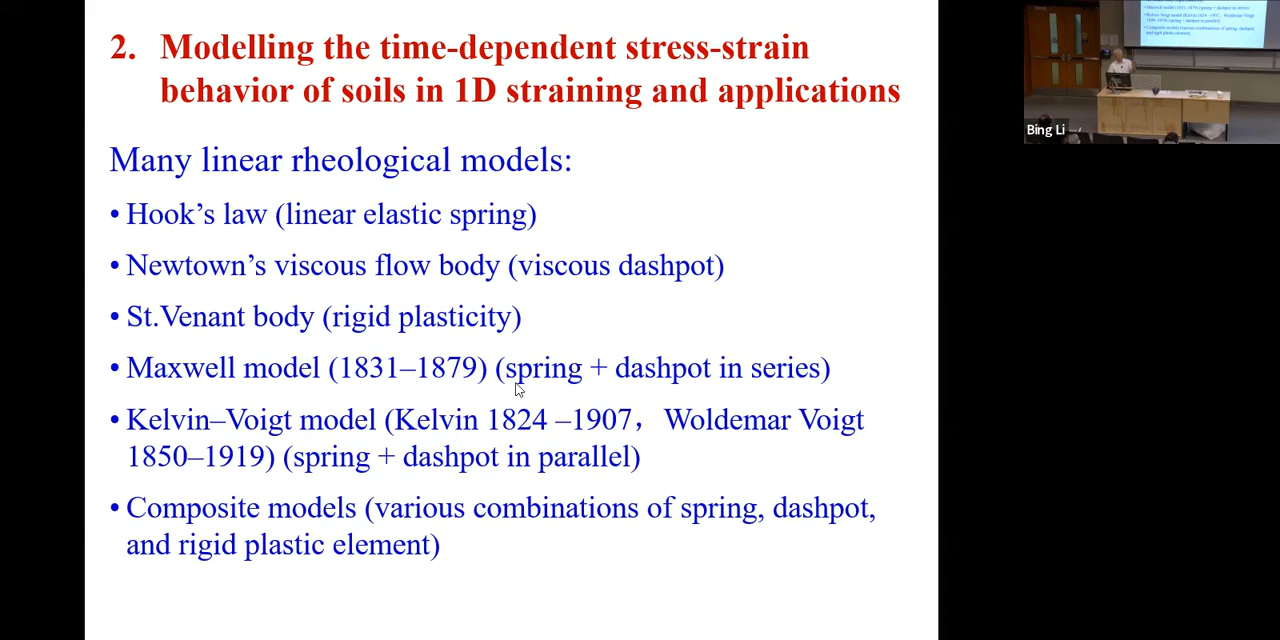 2. Modelling the time-dependent stress-strain
behavior of soils in 1D straining and applications
Many linear rheological models:
• Hook’s law (linear elastic spring)
• Newtown’s viscous flow body (viscous dashpot)
• St.Venant body (rigid plasticity)
• Maxwell model (1831–1879) (spring + dashpot in series)
• Kelvin–Voigt model (Kelvin 1824 –1907， Woldemar Voigt
1850–1919) (spring + dashpot in parallel)
• Composite models (various combinations of spring, dashpot,
and rigid plastic element)
Bing Li